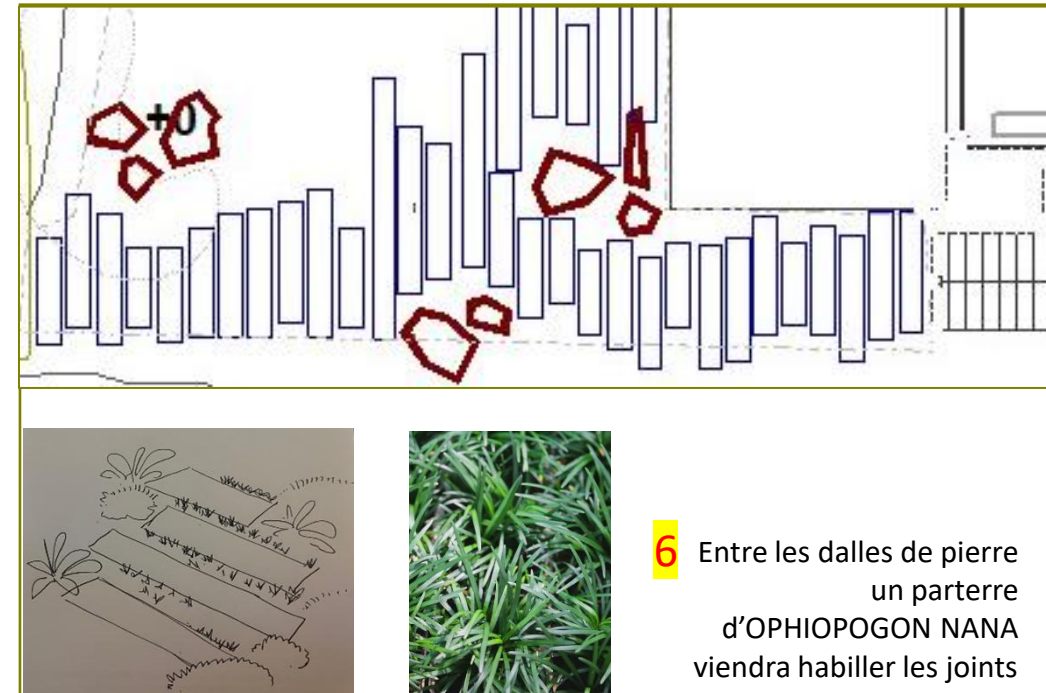 +0
6 Entre les dalles de pierre
un parterre
d’OPHIOPOGON NANA
viendra habiller les joints